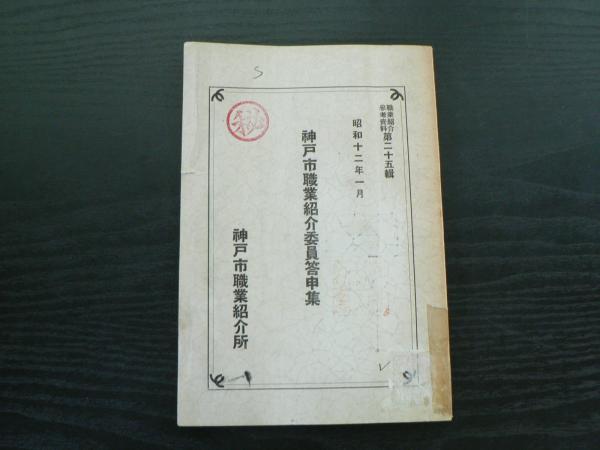 職業紹介
参考資料
第二十五輯
昭和十二年一月
神戸市職業紹介委員答申集
神戸市職業紹介所
秘